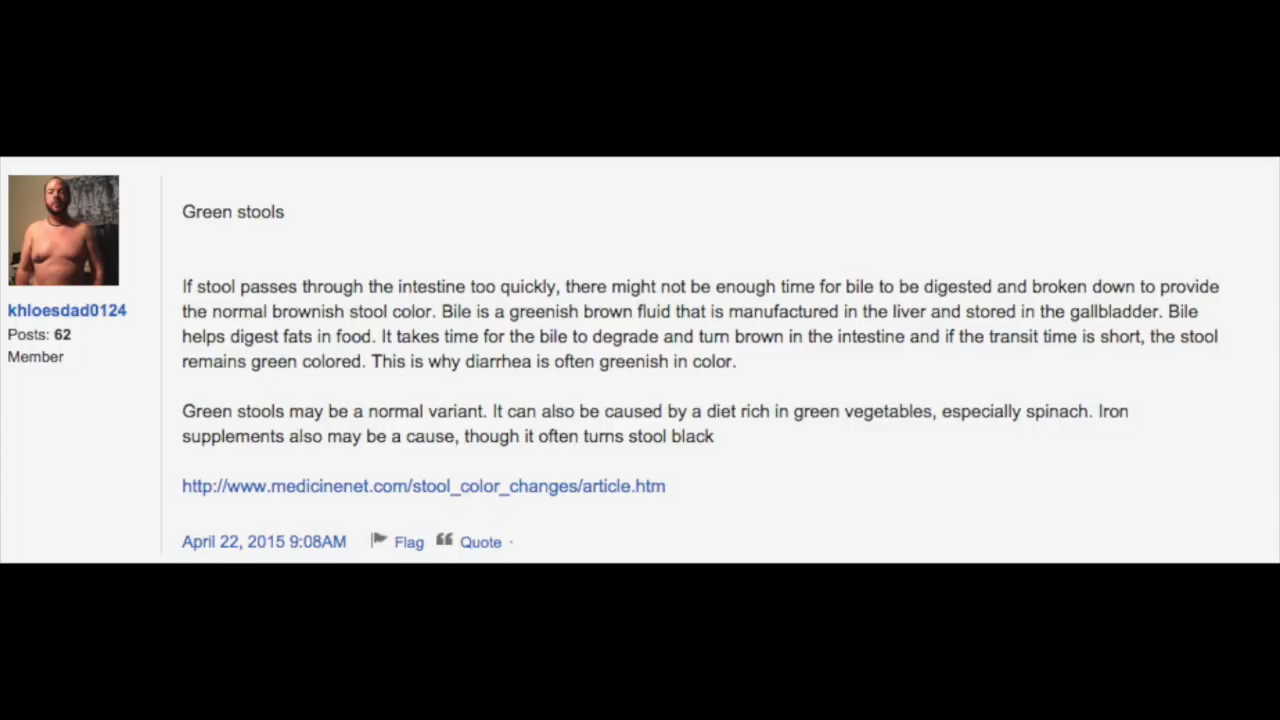 Green stools
khloesdad0124
Posts: 62
Member
If stool passes through the intestine too quickly, there might not be enough time for bile to be digested and broken down to provide
the normal brownish stool color. Bile is a greenish brown fluid that is manufactured in the liver and stored in the gallbladder. Bile
helps digest fats in food. It takes time for the bile to degrade and turn brown in the intestine and if the transit time is short, the stool
remains green colored. This is why diarrhea is often greenish in color.
Green stools may be a normal variant. It can also be caused by a diet rich in green vegetables, especially spinach. Iron
supplements also may be a cause, though it often turns stool black
http://www.medicinenet.com/stool_color_changes/article.htm
April 22, 2015 9:08AM Flag Quote ·